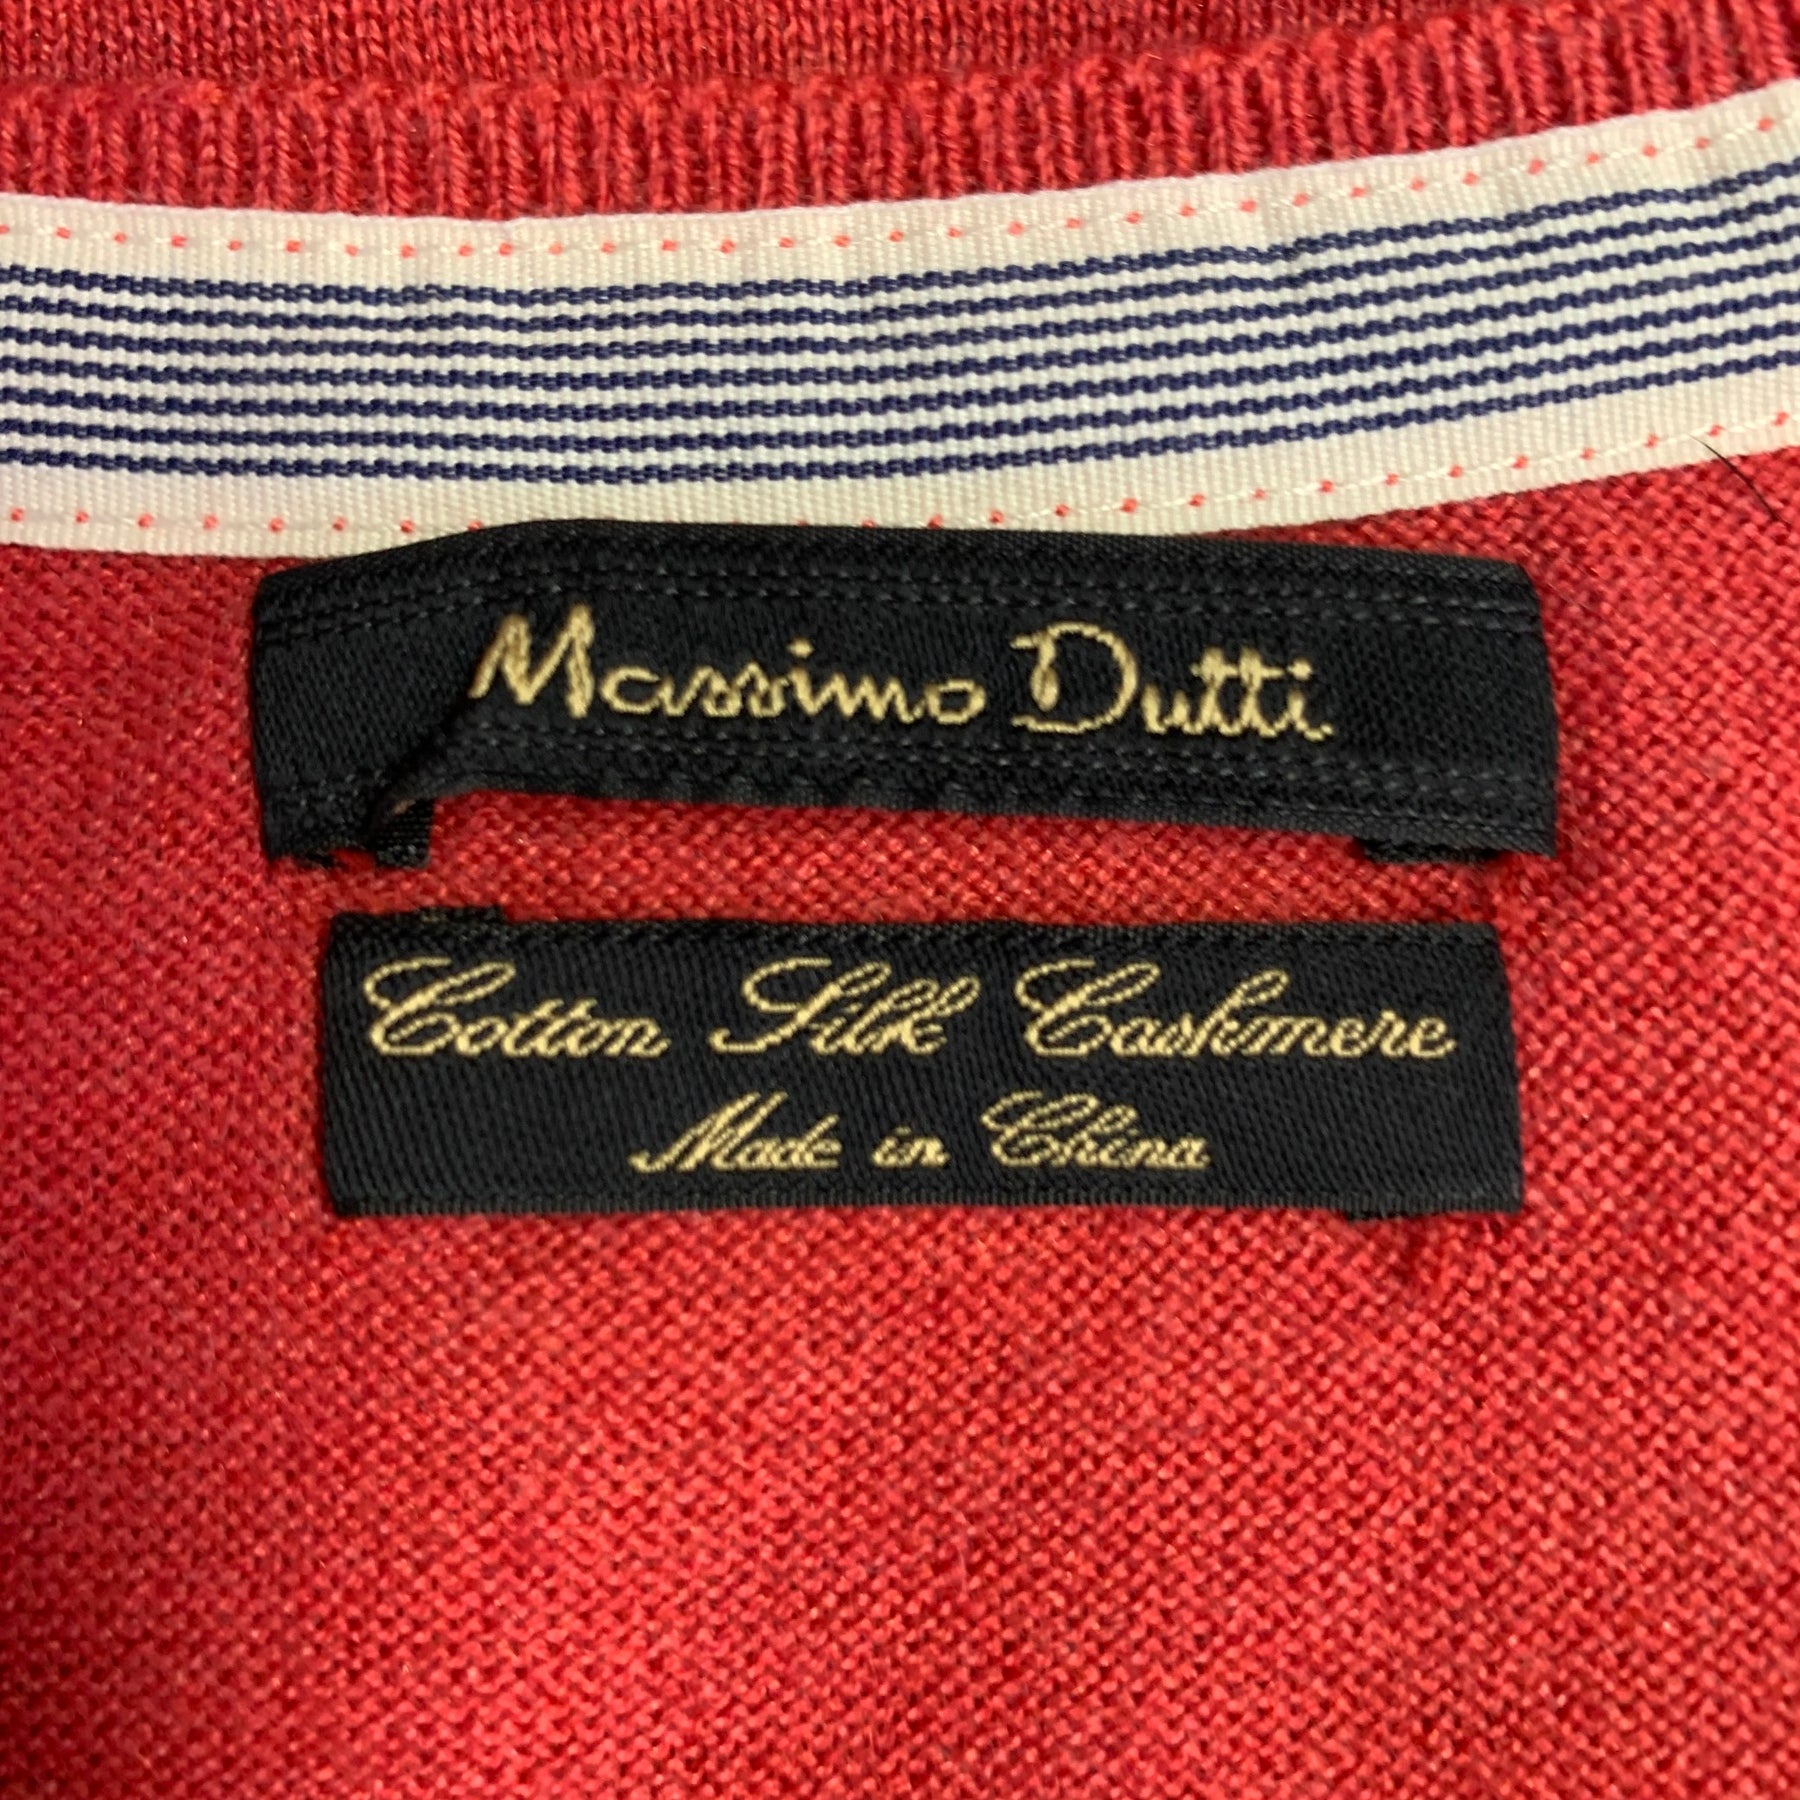 Massimo Dutti
Cotton Silk Cashmere
Made in China